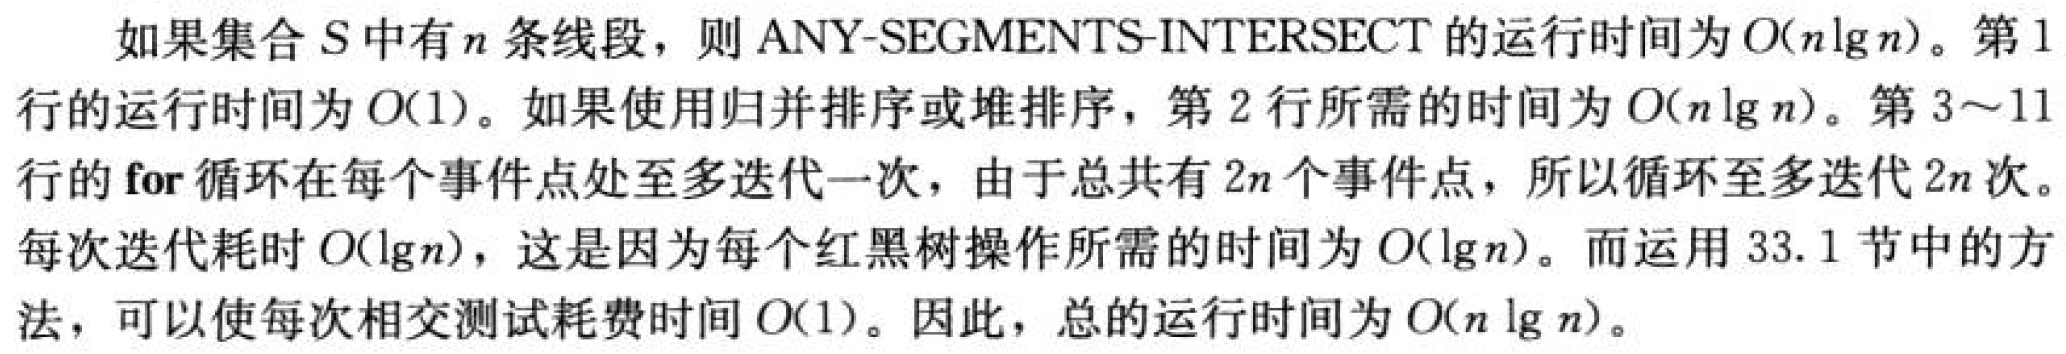 如果集合 S 中有 n 条线段，则 ANY-SEGMENTS-INTERSECT 的运行时间为 O(n lg n)。第 1
行的运行时间为 O(1)。如果使用归并排序或堆排序，第 2 行所需的时间为 O(n lg n)。第 3～11
行的 for 循环在每个事件点处至多迭代一次，由于总共有 2n 个事件点，所以循环至多迭代 2n 次。
每次迭代耗时 O(lg n)，这是因为每个红黑树操作所需的时间为 O(lg n)。而运用 33.1 节中的方
法，可以使每次相交测试耗费时间 O(1)。因此，总的运行时间为 O(n lg n)。